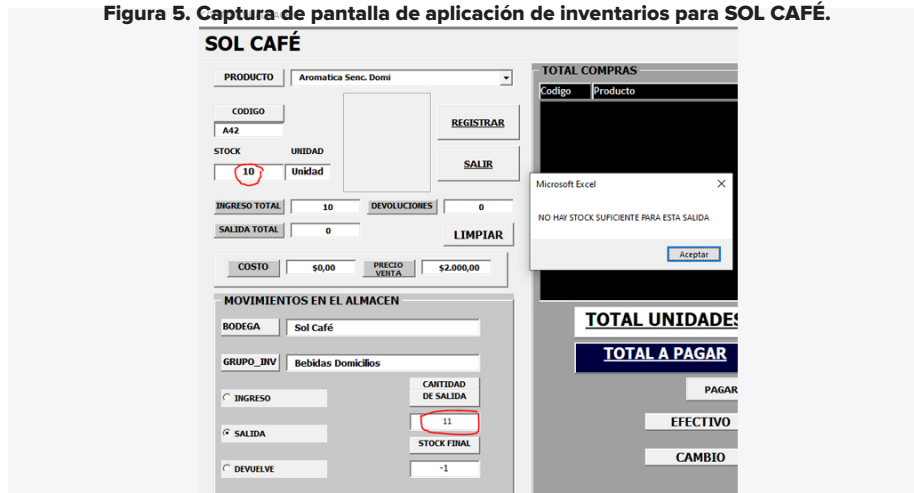 Figura 5. Captura de pantalla de aplicación de inventarios para SOL CAFÉ.
SOL CAFÉ
PRODUCTO Aromatica Senc. Domi
CODIGO
A42
REGISTRAR
STOCK UNIDAD
10 Unidad
SALIR
INGRESO TOTAL 10 DEVOLUCIONES 0
SALIDA TOTAL 0
LIMPIAR
COSTO $0,00 PRECIO VENTA $2.000,00
MOVIMIENTOS EN EL ALMACEN
BODEGA Sol Café
GRUPO_INV Bebidas Domicilios
INGRESO
SALIDA
DEVUELVE
CANTIDAD
DE SALIDA
11
STOCK FINAL
-1
TOTAL COMPRAS
Codigo Producto
Microsoft Excel
NO HAY STOCK SUFICIENTE PARA ESTA SALIDA
Aceptar
TOTAL UNIDADES
TOTAL A PAGAR
PAGAR
EFECTIVO
CAMBIO